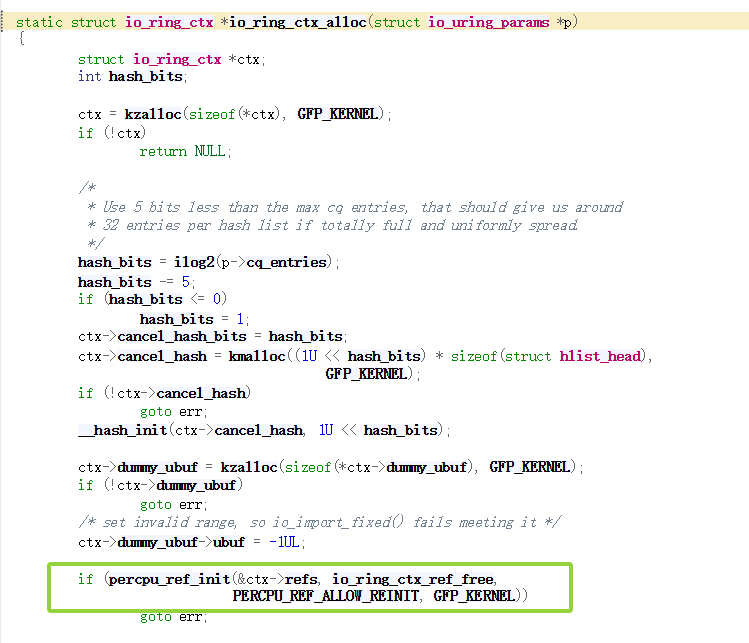 static struct io_ring_ctx *io_ring_ctx_alloc(struct io_uring_params *p)
{
struct io_ring_ctx *ctx;
int hash_bits;
ctx = kzalloc(sizeof(*ctx), GFP_KERNEL);
if (!ctx)
return NULL;
/*
* Use 5 bits less than the max cq entries, that should give us around
* 32 entries per hash list if totally full and uniformly spread.
*/
hash_bits = ilog2(p->cq_entries);
hash_bits -= 5;
if (hash_bits <= 0)
hash_bits = 1;
ctx->cancel_hash_bits = hash_bits;
ctx->cancel_hash = kmalloc((1U << hash_bits) * sizeof(struct hlist_head),
GFP_KERNEL);
if (!ctx->cancel_hash)
goto err;
__hash_init(ctx->cancel_hash, 1U << hash_bits);
ctx->dummy_ubuf = kzalloc(sizeof(*ctx->dummy_ubuf), GFP_KERNEL);
if (!ctx->dummy_ubuf)
goto err;
/* set invalid range, so io_import_fixed() fails meeting it */
ctx->dummy_ubuf->ubuf = -1UL;
if (percpu_ref_init(&ctx->refs, io_ring_ctx_ref_free,
PERCPU_REF_ALLOW_REINIT, GFP_KERNEL))
goto err;